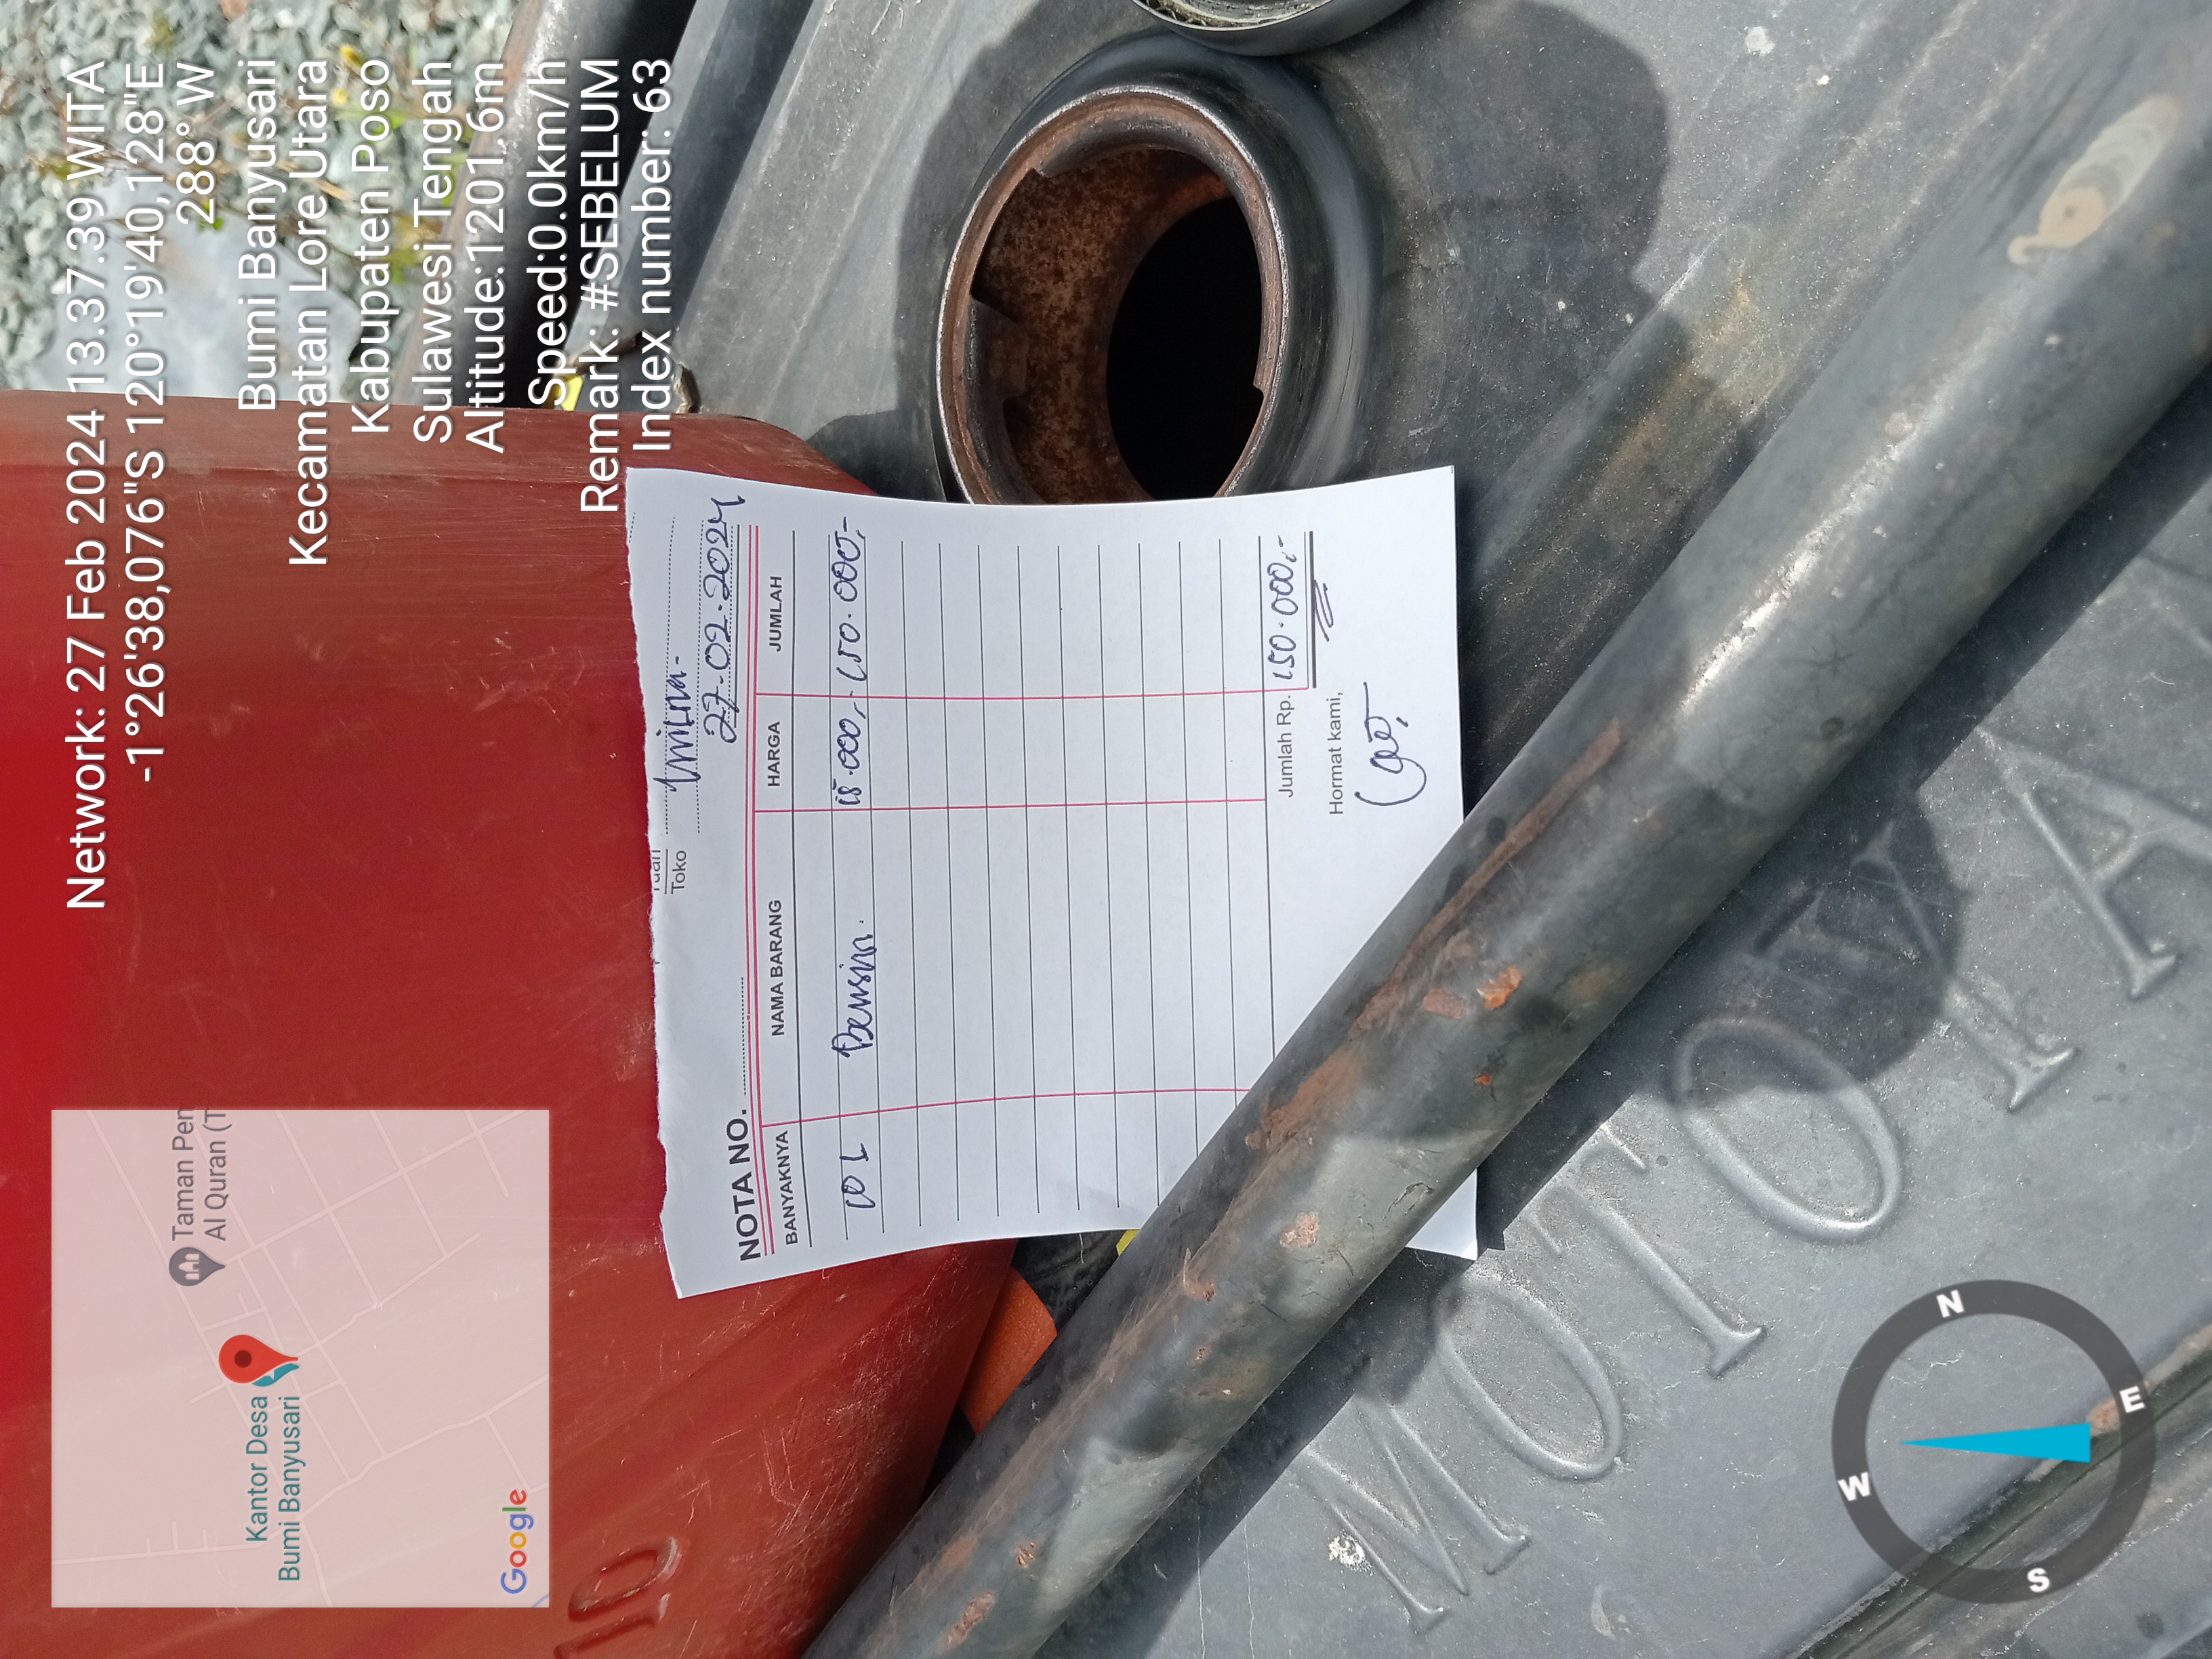 Network: 27 Feb 2024 13.37.39 WITA
-1°26'38,076"S 120°19'40,128"E
288° W
Bumi Banyusari
Kecamatan Lore Utara
Kabupaten Poso
Sulawesi Tengah
Altitude:1201.6m
Speed:0.0km/h
Remark: #SEBELUM
Index number: 63
Taman Pen
Al Quran (T
Kantor Desa
Bumi Banyusari
Google
Tuan
Toko
27-02-2024
NOTA NO.
BANYAKNYA NAMA BARANG HARGA JUMLAH
10 L Bensin. 15.000,- 150.000,-
Jumlah Rp. 150.000,-
Hormat kami,
10
MOTOYAMA
N
E
S
W